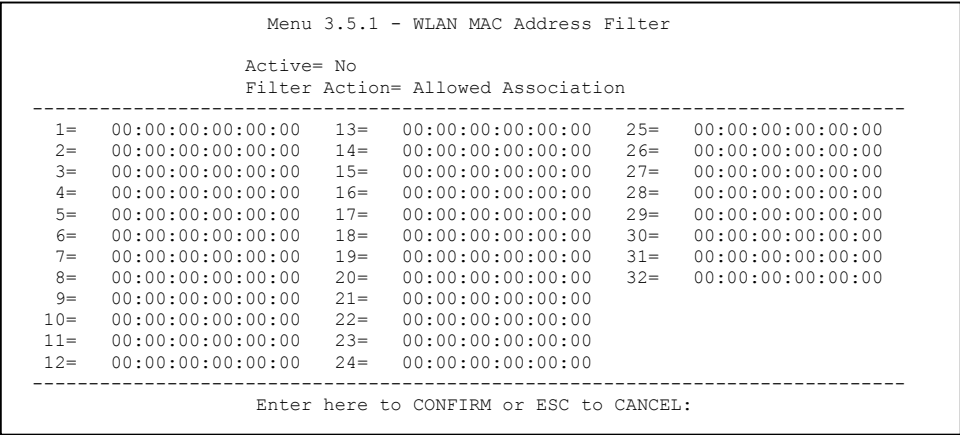 Menu 3.5.1 - WLAN MAC Address Filter
Active= No
Filter Action= Allowed Association
--------------------------------------------------------------------------------
1= 00:00:00:00:00:00 13= 00:00:00:00:00:00 25= 00:00:00:00:00:00
2= 00:00:00:00:00:00 14= 00:00:00:00:00:00 26= 00:00:00:00:00:00
3= 00:00:00:00:00:00 15= 00:00:00:00:00:00 27= 00:00:00:00:00:00
4= 00:00:00:00:00:00 16= 00:00:00:00:00:00 28= 00:00:00:00:00:00
5= 00:00:00:00:00:00 17= 00:00:00:00:00:00 29= 00:00:00:00:00:00
6= 00:00:00:00:00:00 18= 00:00:00:00:00:00 30= 00:00:00:00:00:00
7= 00:00:00:00:00:00 19= 00:00:00:00:00:00 31= 00:00:00:00:00:00
8= 00:00:00:00:00:00 20= 00:00:00:00:00:00 32= 00:00:00:00:00:00
9= 00:00:00:00:00:00 21= 00:00:00:00:00:00
10= 00:00:00:00:00:00 22= 00:00:00:00:00:00
11= 00:00:00:00:00:00 23= 00:00:00:00:00:00
12= 00:00:00:00:00:00 24= 00:00:00:00:00:00
--------------------------------------------------------------------------------
Enter here to CONFIRM or ESC to CANCEL: